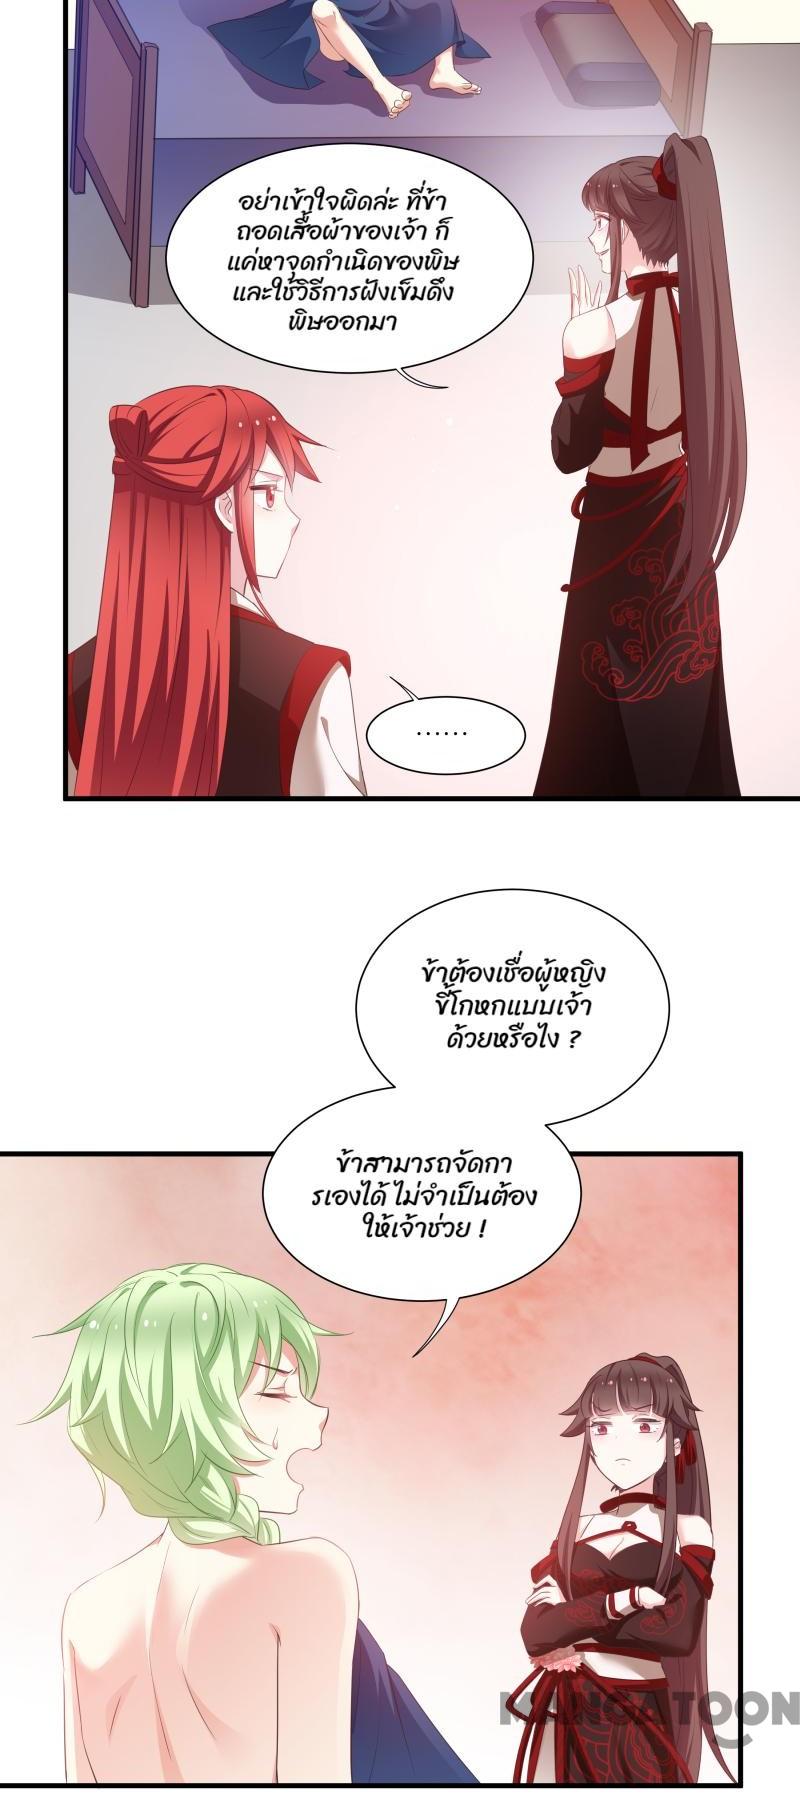 อย่าเข้าใจผิดล่ะ ที่ข้า
ถอดเสื้อผ้าของเจ้า ก็
แค่หาจุดกำเนิดของพิษ
และใช้วิธีการฝังเข็มดึง
พิษออกมา
......
ข้าต้องเชื่อผู้หญิง
ขี้โกหกแบบเจ้า
ด้วยหรือไง ?
ข้าสามารถจัดกา
รเองได้ ไม่จำเป็นต้อง
ให้เจ้าช่วย !
MANGATOON